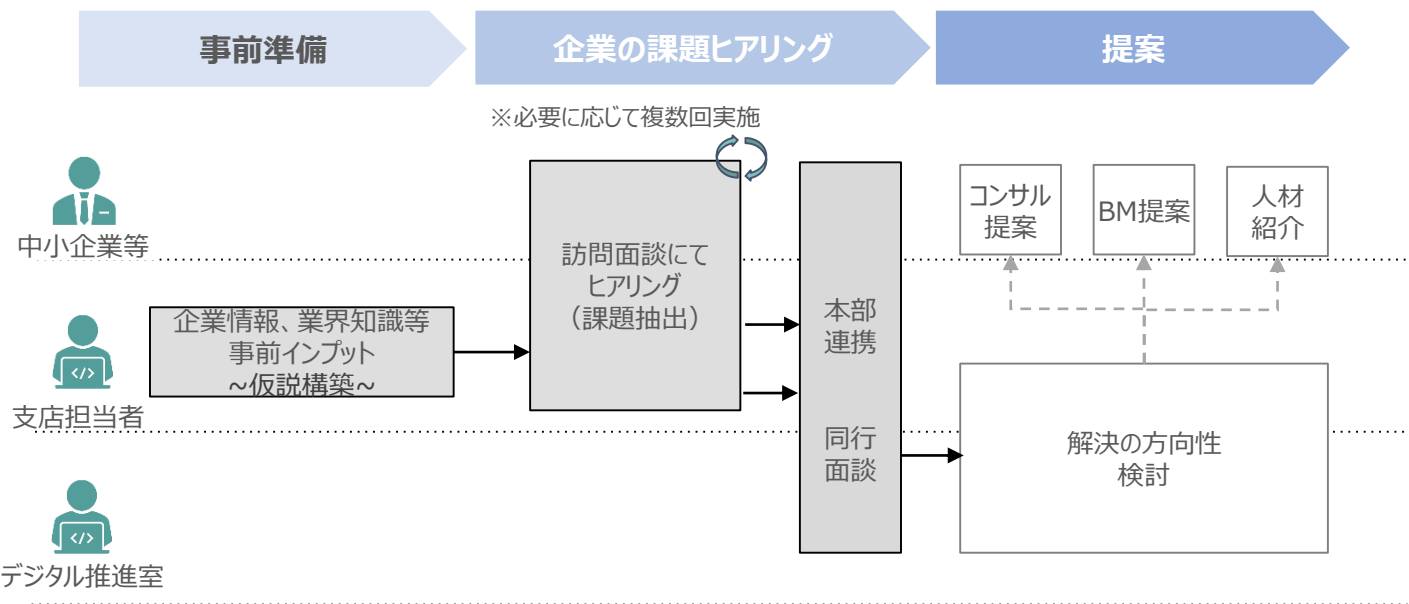 事前準備
企業の課題ヒアリング
提案
※必要に応じて複数回実施
中小企業等
訪問面談にて
ヒアリング
（課題抽出）
コンサル
提案
BM提案
人材
紹介
支店担当者
企業情報、業界知識等
事前インプット
~仮説構築~
本部
連携
同行
面談
解決の方向性
検討
デジタル推進室